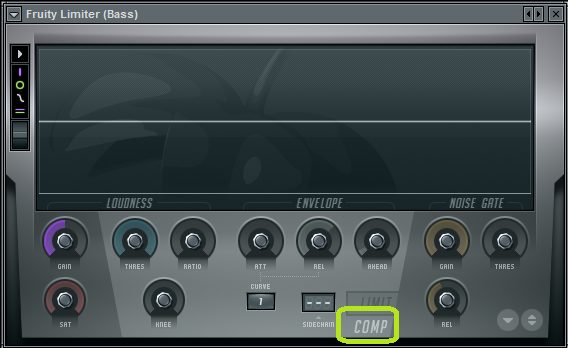 Fruity Limiter (Bass)
LOUDNESS ENVELOPE NOISE GATE
GAIN THRES RATIO ATT REL AHEAD GAIN THRES
CURVE
1 --- LIMIT
SAT KNEE SIDECHAIN COMP REL